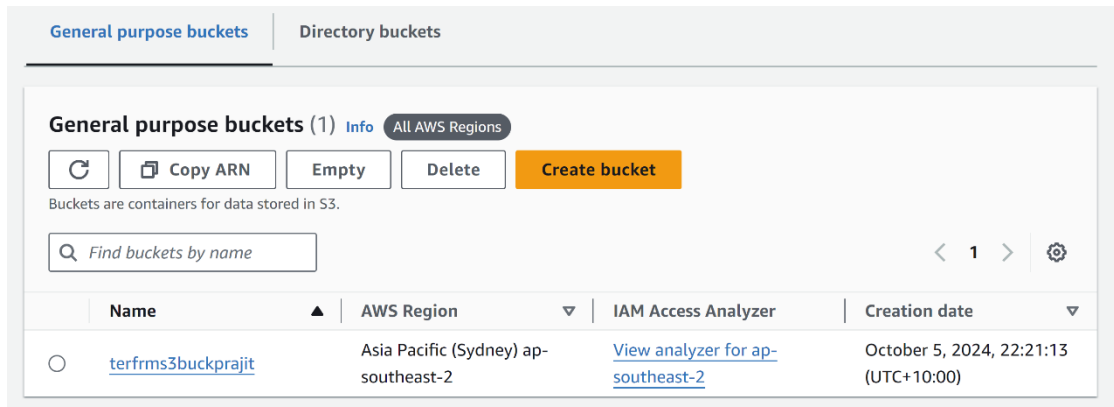 General purpose buckets Directory buckets
General purpose buckets (1) Info All AWS Regions
Copy ARN Empty Delete Create bucket
Buckets are containers for data stored in S3.
Find buckets by name 1
Name AWS Region IAM Access Analyzer Creation date
terfrms3buckprajit Asia Pacific (Sydney) ap- View analyzer for ap- October 5, 2024, 22:21:13
southeast-2 southeast-2 (UTC+10:00)